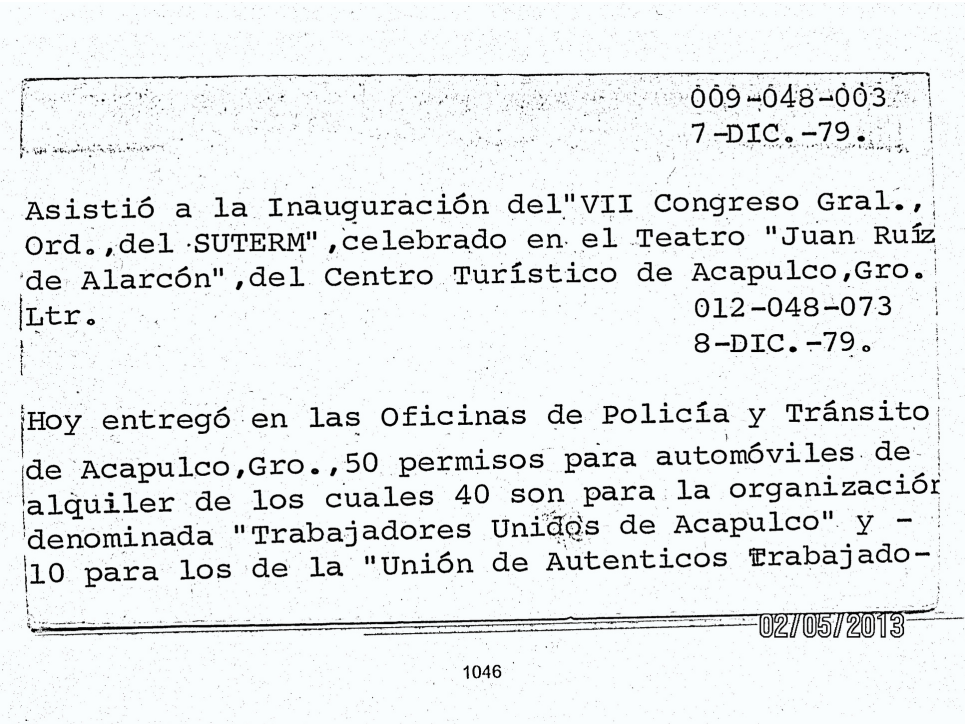 009-048-003
7-DIC.-79.
Asistió a la Inauguración del"VII Congreso Gral.,
Ord.,del SUTERM",celebrado en el Teatro "Juan Ruíz
de Alarcón",del Centro Turístico de Acapulco,Gro.
Ltr. 012-048-073
8-DIC.-79.
Hoy entregó en las Oficinas de Policía y Tránsito
de Acapulco,Gro.,50 permisos para automóviles de
alquiler de los cuales 40 son para la organización
denominada "Trabajadores Unidos de Acapulco" y -
10 para los de la "Unión de Autenticos Trabajado-
02/05/2013
1046